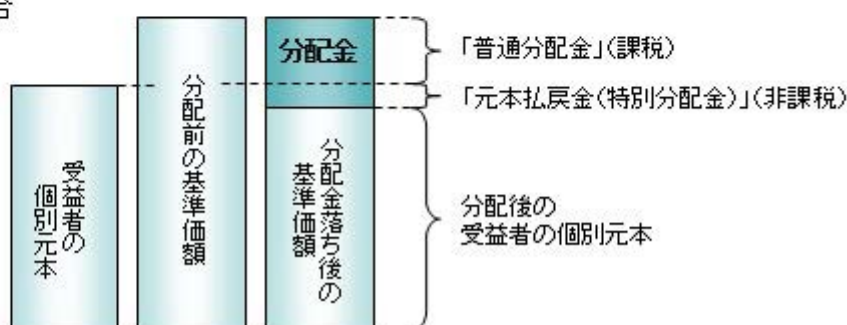 合
分配金
「普通分配金」(課税)
「元本払戻金(特別分配金)」(非課税)
受益者の
個別元本
分配前の基準価額
分配金落ち後の
基準価額
分配後の
受益者の個別元本